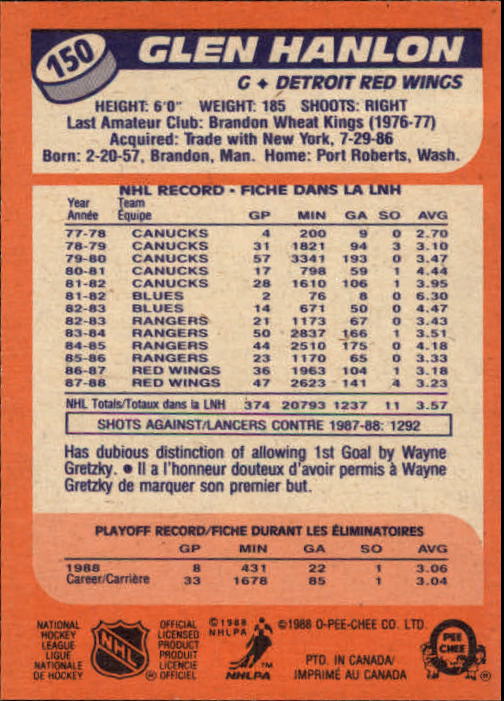 150
GLEN HANLON
G ♦ DETROIT RED WINGS
HEIGHT: 6'0" WEIGHT: 185 SHOOTS: RIGHT
Last Amateur Club: Brandon Wheat Kings (1976-77)
Acquired: Trade with New York, 7-29-86
Born: 2-20-57, Brandon, Man. Home: Port Roberts, Wash.
NHL RECORD - FICHE DANS LA LNH
Year Team
Année Équipe GP MIN GA SO AVG
77-78 CANUCKS 4 200 9 0 2.70
78-79 CANUCKS 31 1821 94 3 3.10
79-80 CANUCKS 57 3341 193 0 3.47
80-81 CANUCKS 17 798 59 1 4.44
81-82 CANUCKS 28 1610 106 1 3.95
81-82 BLUES 2 76 8 0 6.30
82-83 BLUES 14 671 50 0 4.47
82-83 RANGERS 21 1173 67 0 3.43
83-84 RANGERS 50 2837 166 1 3.51
84-85 RANGERS 44 2510 175 0 4.18
85-86 RANGERS 23 1170 65 0 3.33
86-87 RED WINGS 36 1963 104 1 3.18
87-88 RED WINGS 47 2623 141 4 3.23
NHL Totals/Totaux dans la LNH 374 20793 1237 11 3.57
SHOTS AGAINST/LANCERS CONTRE 1987-88: 1292
Has dubious distinction of allowing 1st Goal by Wayne
Gretzky. ● Il a l'honneur douteux d'avoir permis à Wayne
Gretzky de marquer son premier but.
PLAYOFF RECORD/FICHE DURANT LES ÉLIMINATOIRES
GP MIN GA SO AVG
1988 8 431 22 1 3.06
Career/Carrière 33 1678 85 1 3.04
NATIONAL
HOCKEY
LEAGUE
LIGUE
NATIONALE
DE HOCKEY
NHL
®
OFFICIAL
LICENSED
PRODUCT
PRODUIT
LICENCIE
OFFICIEL
©1988
NHLPA
™
NHLPA
©1988 O-PEE-CHEE CO. LTD.
PTD. IN CANADA/
IMPRIMÉ AU CANADA
O
PEE
CHEE
®